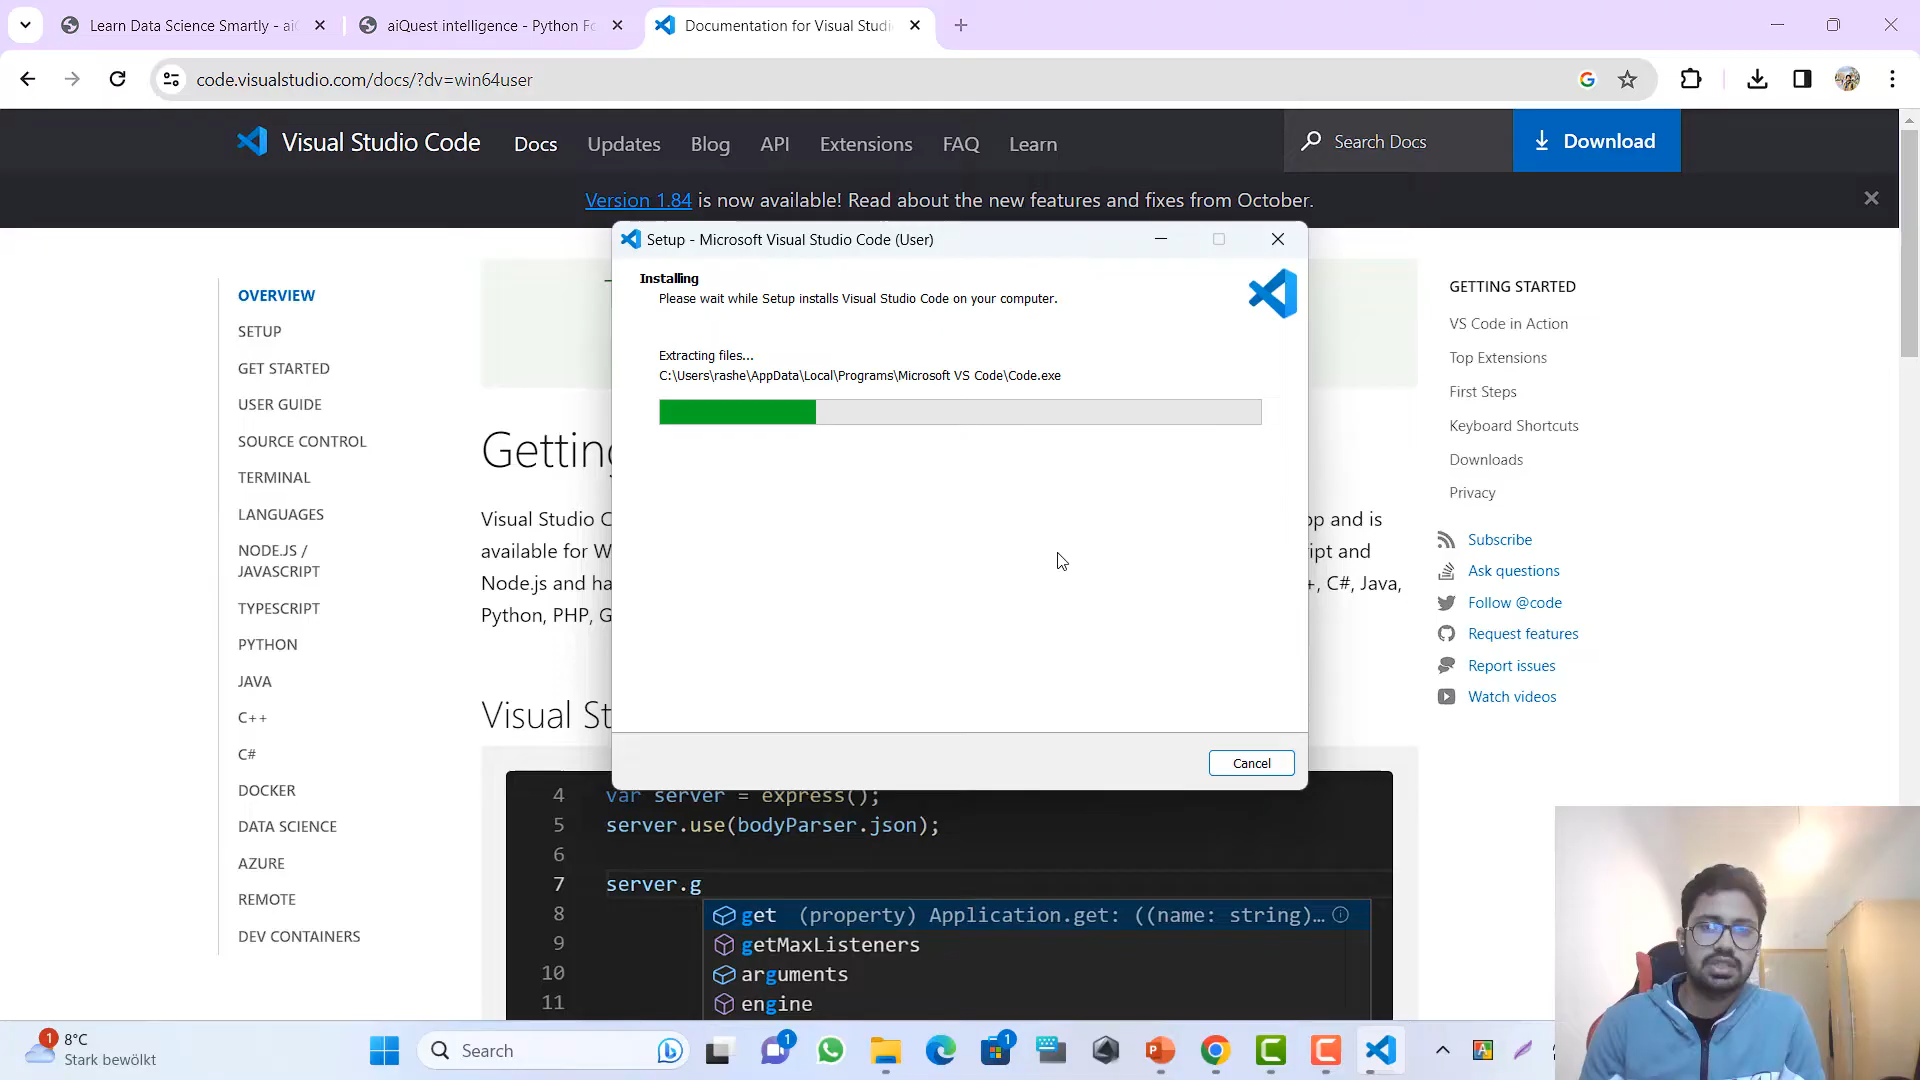 Learn Data Science Smartly - ai
aiQuest intelligence - Python Fo
Documentation for Visual Studi
code.visualstudio.com/docs/?dv=win64user
Visual Studio Code
Docs
Updates
Blog
API
Extensions
FAQ
Learn
Search Docs
Download
Version 1.84 is now available! Read about the new features and fixes from October.
Setup - Microsoft Visual Studio Code (User)
Installing
Please wait while Setup installs Visual Studio Code on your computer.
Extracting files...
C:\Users\rashe\AppData\Local\Programs\Microsoft VS Code\Code.exe
Cancel
OVERVIEW
SETUP
GET STARTED
USER GUIDE
SOURCE CONTROL
TERMINAL
LANGUAGES
NODE.JS /
JAVASCRIPT
TYPESCRIPT
PYTHON
JAVA
C++
C#
DOCKER
DATA SCIENCE
AZURE
REMOTE
DEV CONTAINERS
Getting
Visual Studio C op and is
available for W ipt and
Node.js and ha +, C#, Java,
Python, PHP, G
Visual St
4 var server = express();
5 server.use(bodyParser.json);
6
7 server.g
8 get (property) Application.get: ((name: string)…
9 getMaxListeners
10 arguments
11 engine
GETTING STARTED
VS Code in Action
Top Extensions
First Steps
Keyboard Shortcuts
Downloads
Privacy
Subscribe
Ask questions
Follow @code
Request features
Report issues
Watch videos
1
8°C
Stark bewölkt
Search
1
1